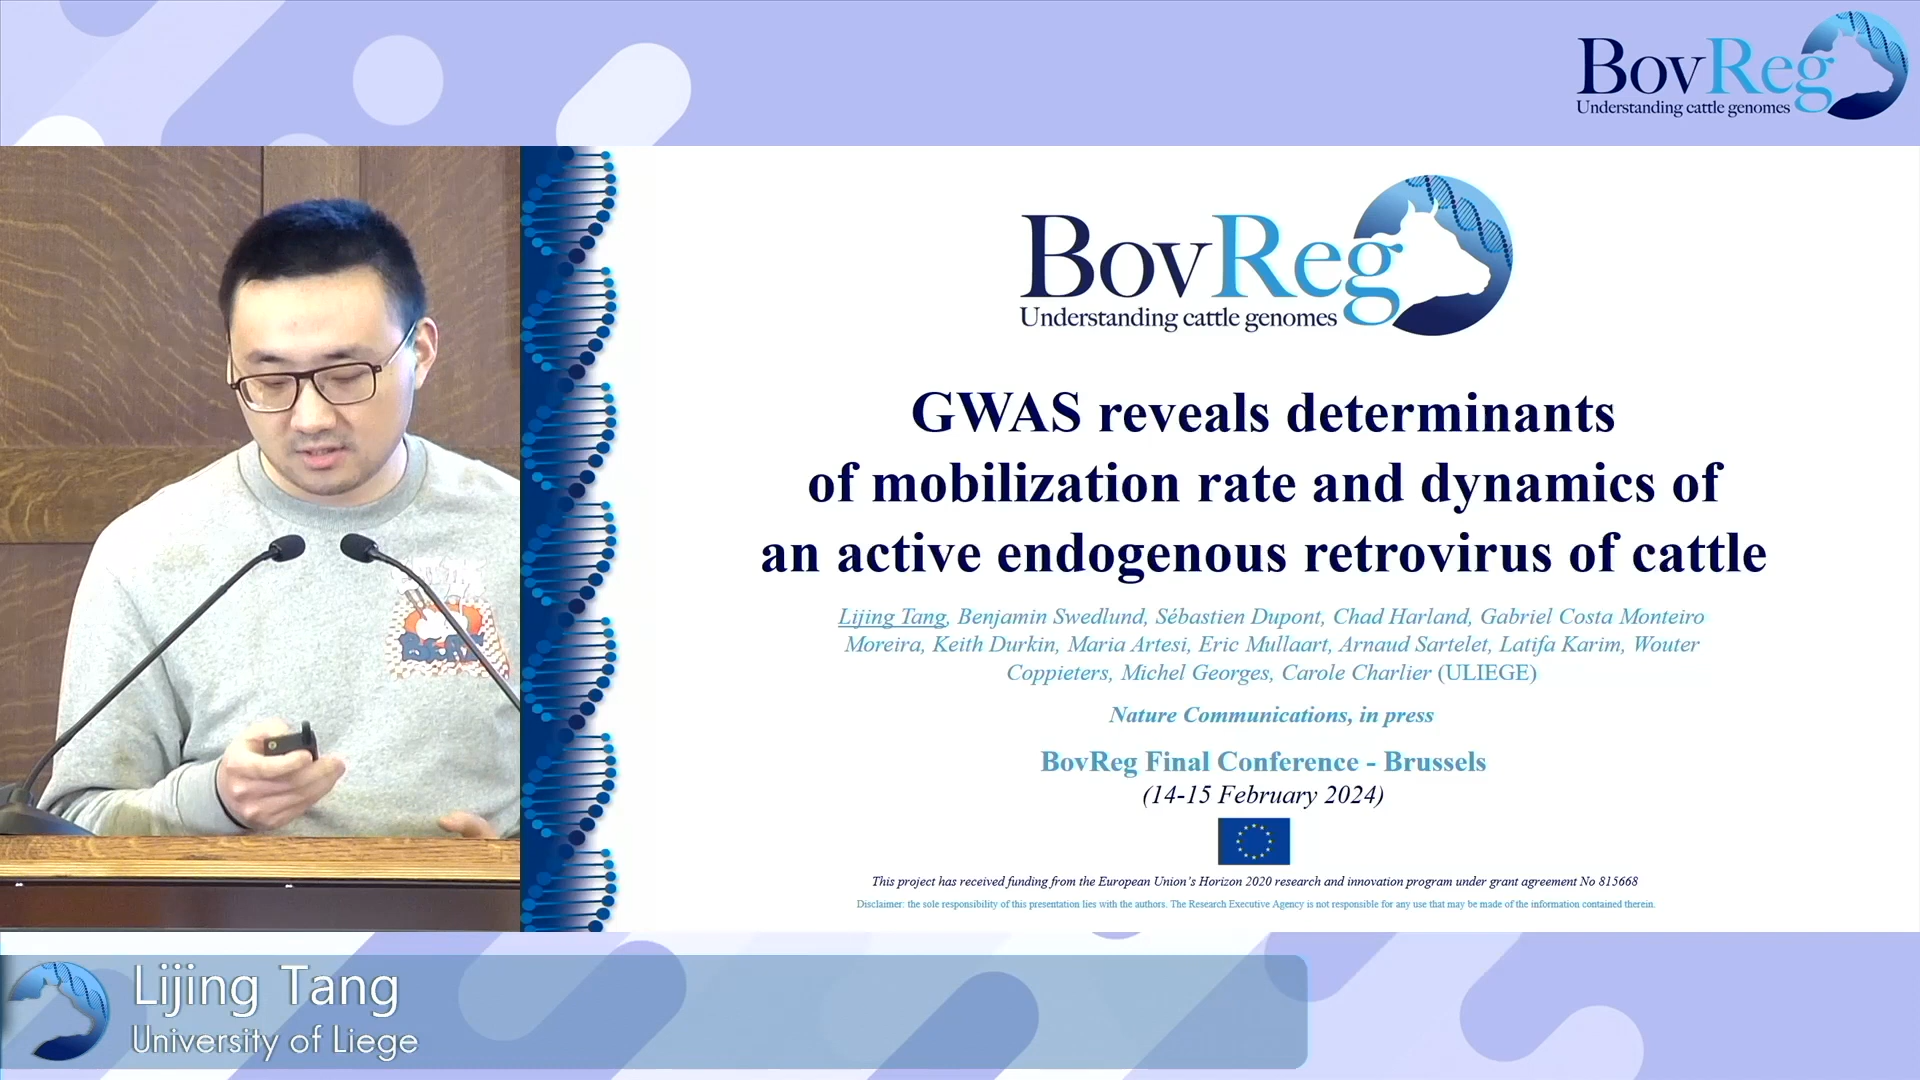 BovReg
Understanding cattle genomes
BovReg
Understanding cattle genomes
GWAS reveals determinants
of mobilization rate and dynamics of
an active endogenous retrovirus of cattle
Lijing Tang, Benjamin Swedlund, Sébastien Dupont, Chad Harland, Gabriel Costa Monteiro
Moreira, Keith Durkin, Maria Artesi, Eric Mullaart, Arnaud Sartelet, Latifa Karim, Wouter
Coppieters, Michel Georges, Carole Charlier (ULIEGE)
Nature Communications, in press
BovReg Final Conference - Brussels
(14-15 February 2024)
This project has received funding from the European Union's Horizon 2020 research and innovation program under grant agreement No 815668
Disclaimer: the sole responsibility of this presentation lies with the authors. The Research Executive Agency is not responsible for any use that may be made of the information contained therein.
Lijing Tang
University of Liege